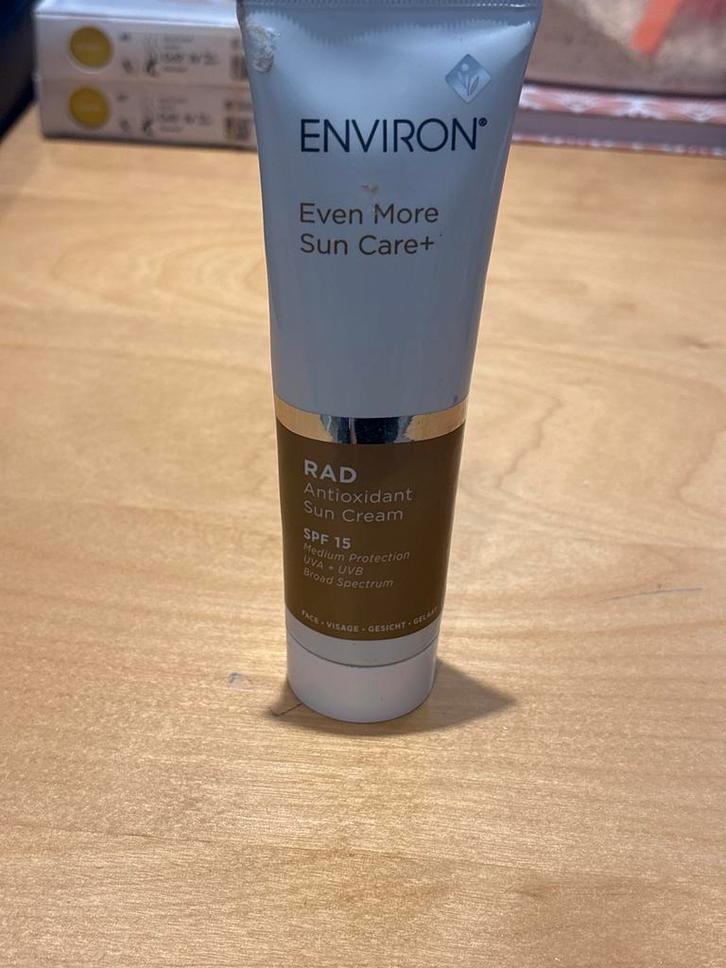 ENVIRON®
Even More
Sun Care+
RAD
Antioxidant
Sun Cream
SPF 15
Medium Protection
UVA + UVB
Broad Spectrum
FACE • VISAGE • GESICHT •